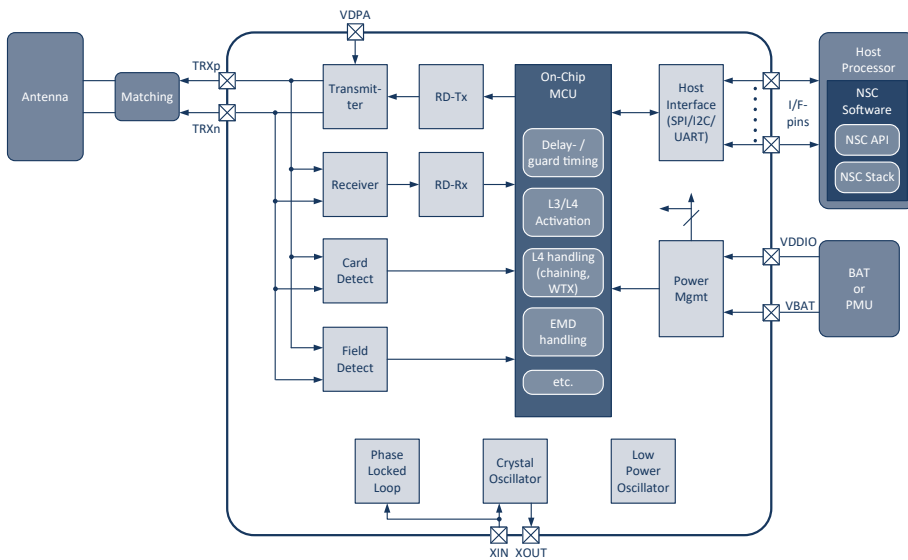 VDPA
Antenna
Matching
TRXp
TRXn
Transmit-
ter
RD-Tx
Receiver
RD-Rx
Card
Detect
Field
Detect
On-Chip
MCU
Delay- /
guard timing
L3/L4
Activation
L4 handling
(chaining,
WTX)
EMD
handling
etc.
Host
Interface
(SPI/I2C/
UART)
I/F-
pins
Host
Processor
NSC
Software
NSC API
NSC Stack
Power
Mgmt
VDDIO
VBAT
BAT
or
PMU
Phase
Locked
Loop
Crystal
Oscillator
Low
Power
Oscillator
XIN
XOUT